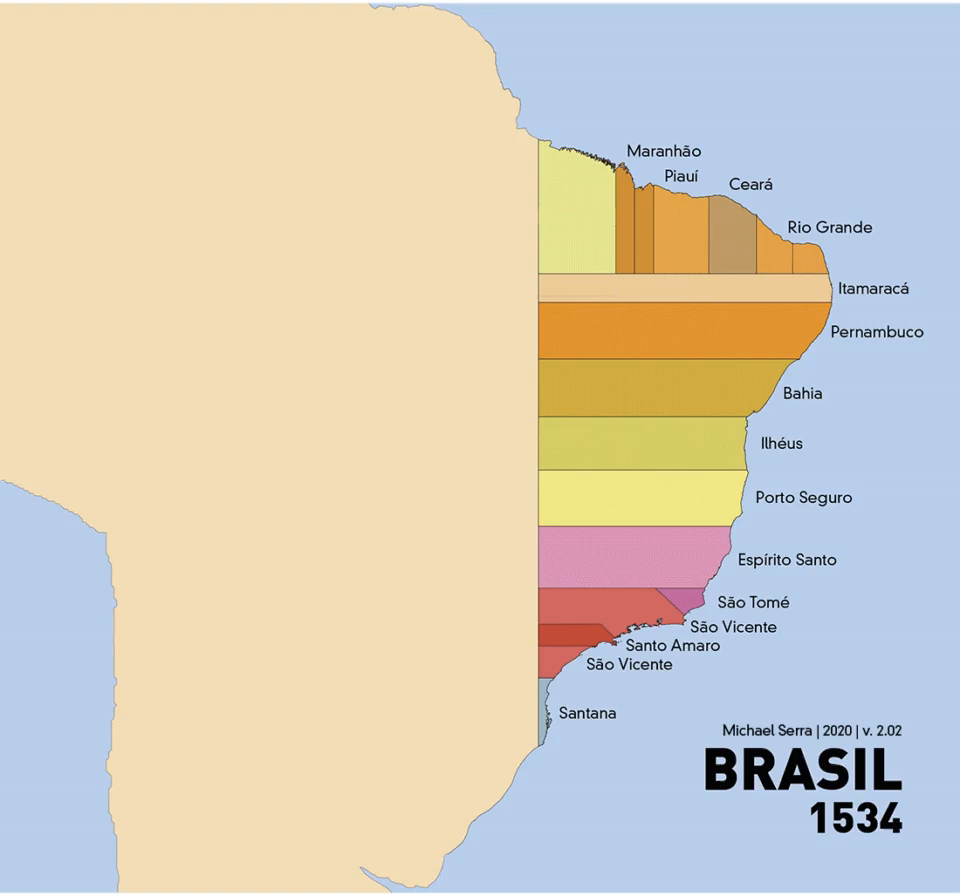 Maranhão
Piauí
Ceará
Rio Grande
Itamaracá
Pernambuco
Bahia
Ilhéus
Porto Seguro
Espírito Santo
São Tomé
São Vicente
Santo Amaro
São Vicente
Santana
Michael Serra | 2020 | v. 2.02
BRASIL
1534